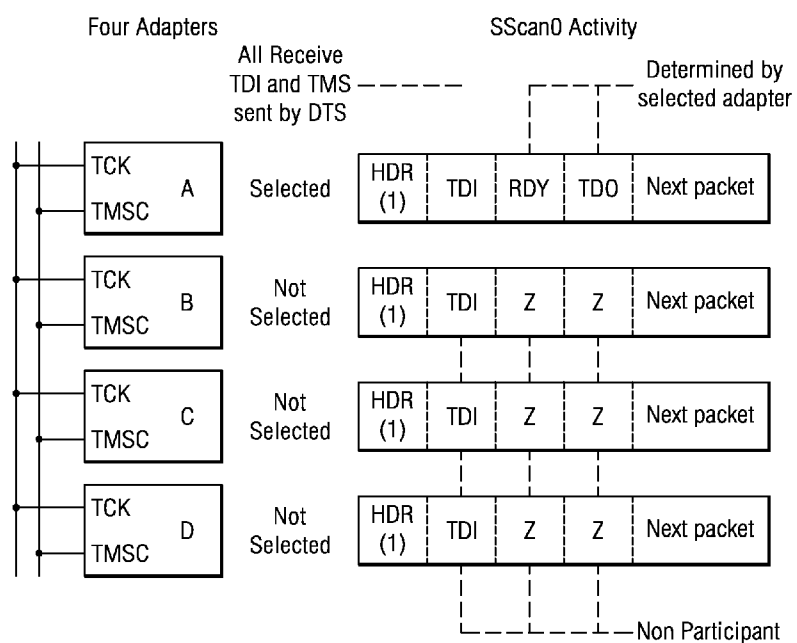 Four Adapters
SScan0 Activity
All Receive
TDI and TMS
sent by DTS
Determined by
selected adapter
TCK
A
TMSC
Selected
HDR
(1)
TDI
RDY
TDO
Next packet
TCK
B
TMSC
Not
Selected
HDR
(1)
TDI
Z
Z
Next packet
TCK
C
TMSC
Not
Selected
HDR
(1)
TDI
Z
Z
Next packet
TCK
D
TMSC
Not
Selected
HDR
(1)
TDI
Z
Z
Next packet
Non Participant